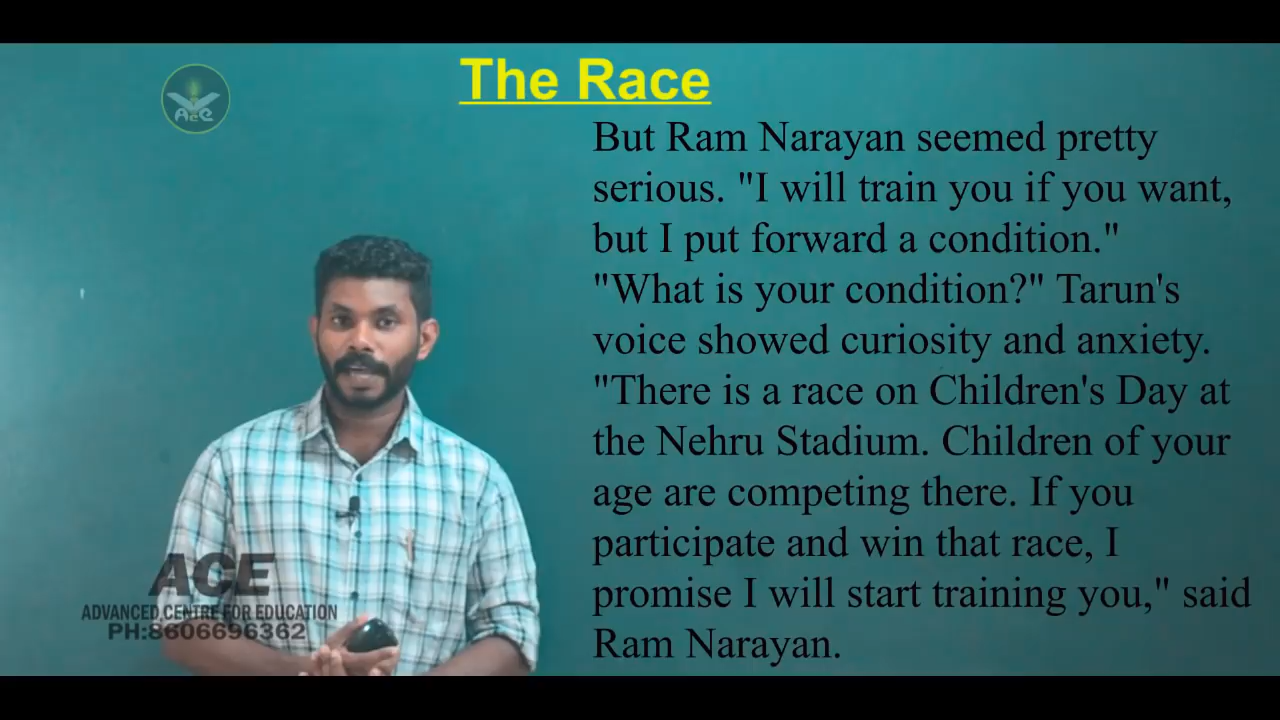 The Race
AcE
But Ram Narayan seemed pretty
serious. "I will train you if you want,
but I put forward a condition."
"What is your condition?" Tarun's
voice showed curiosity and anxiety.
"There is a race on Children's Day at
the Nehru Stadium. Children of your
age are competing there. If you
participate and win that race, I
promise I will start training you," said
Ram Narayan.
ACE
ADVANCED CENTRE FOR EDUCATION
PH:8606696362